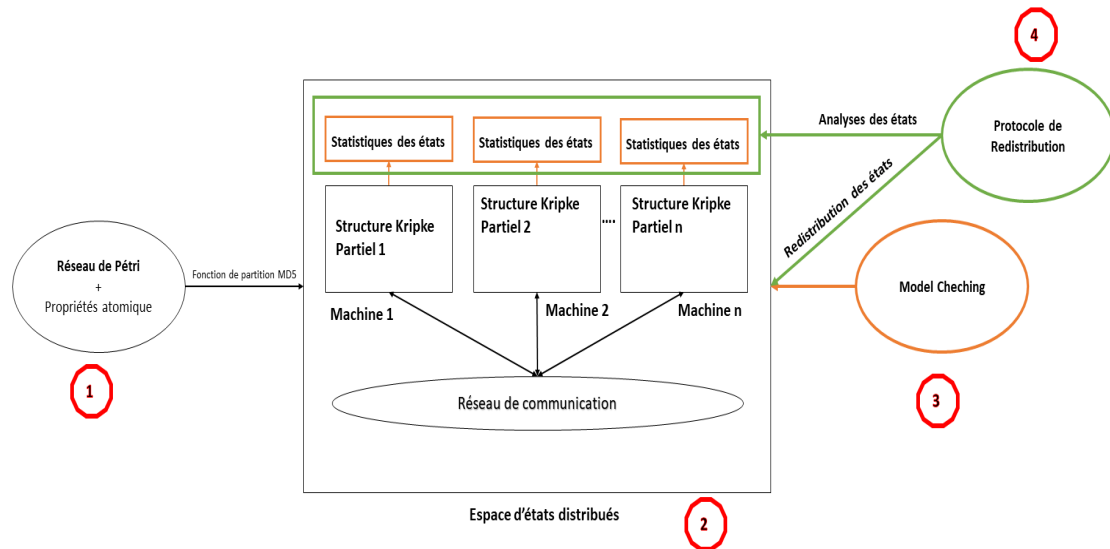 4
Statistiques des états
Statistiques des états
Statistiques des états
Analyses des états
Protocole de
Redistribution
Redistribution des états
Structure Kripke
Partiel 1
Structure Kripke
Partiel 2
....
Structure Kripke
Partiel n
Réseau de Pétri
+
Propriétés atomique
Fonction de partition MD5
Model Cheching
Machine 1
Machine 2
Machine n
1
Réseau de communication
3
Espace d'états distribués
2